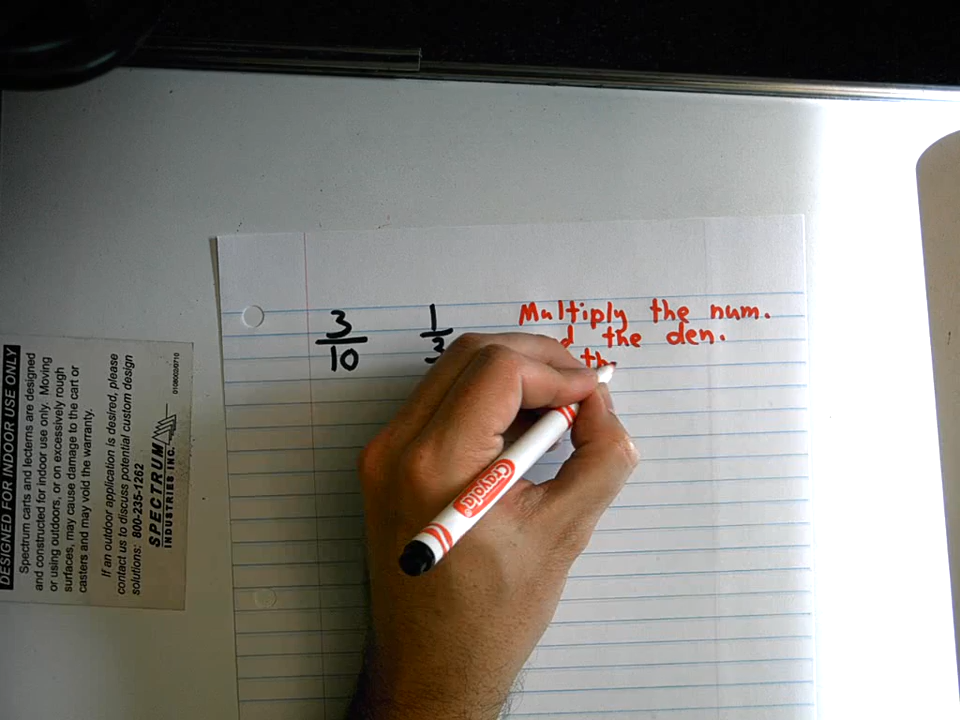 DESIGNED FOR INDOOR USE ONLY
Spectrum carts and lecterns are designed
and constructed for indoor use only. Moving
or using outdoors, or on excessively rough
surfaces, may cause damage to the cart or
casters and may void the warranty.
If an outdoor application is desired, please
contact us to discuss potential custom design
solutions: 800-235-1262
SPECTRUM
INDUSTRIES INC.
3 1 Multiply the num.
10 3 the den.
Crayola